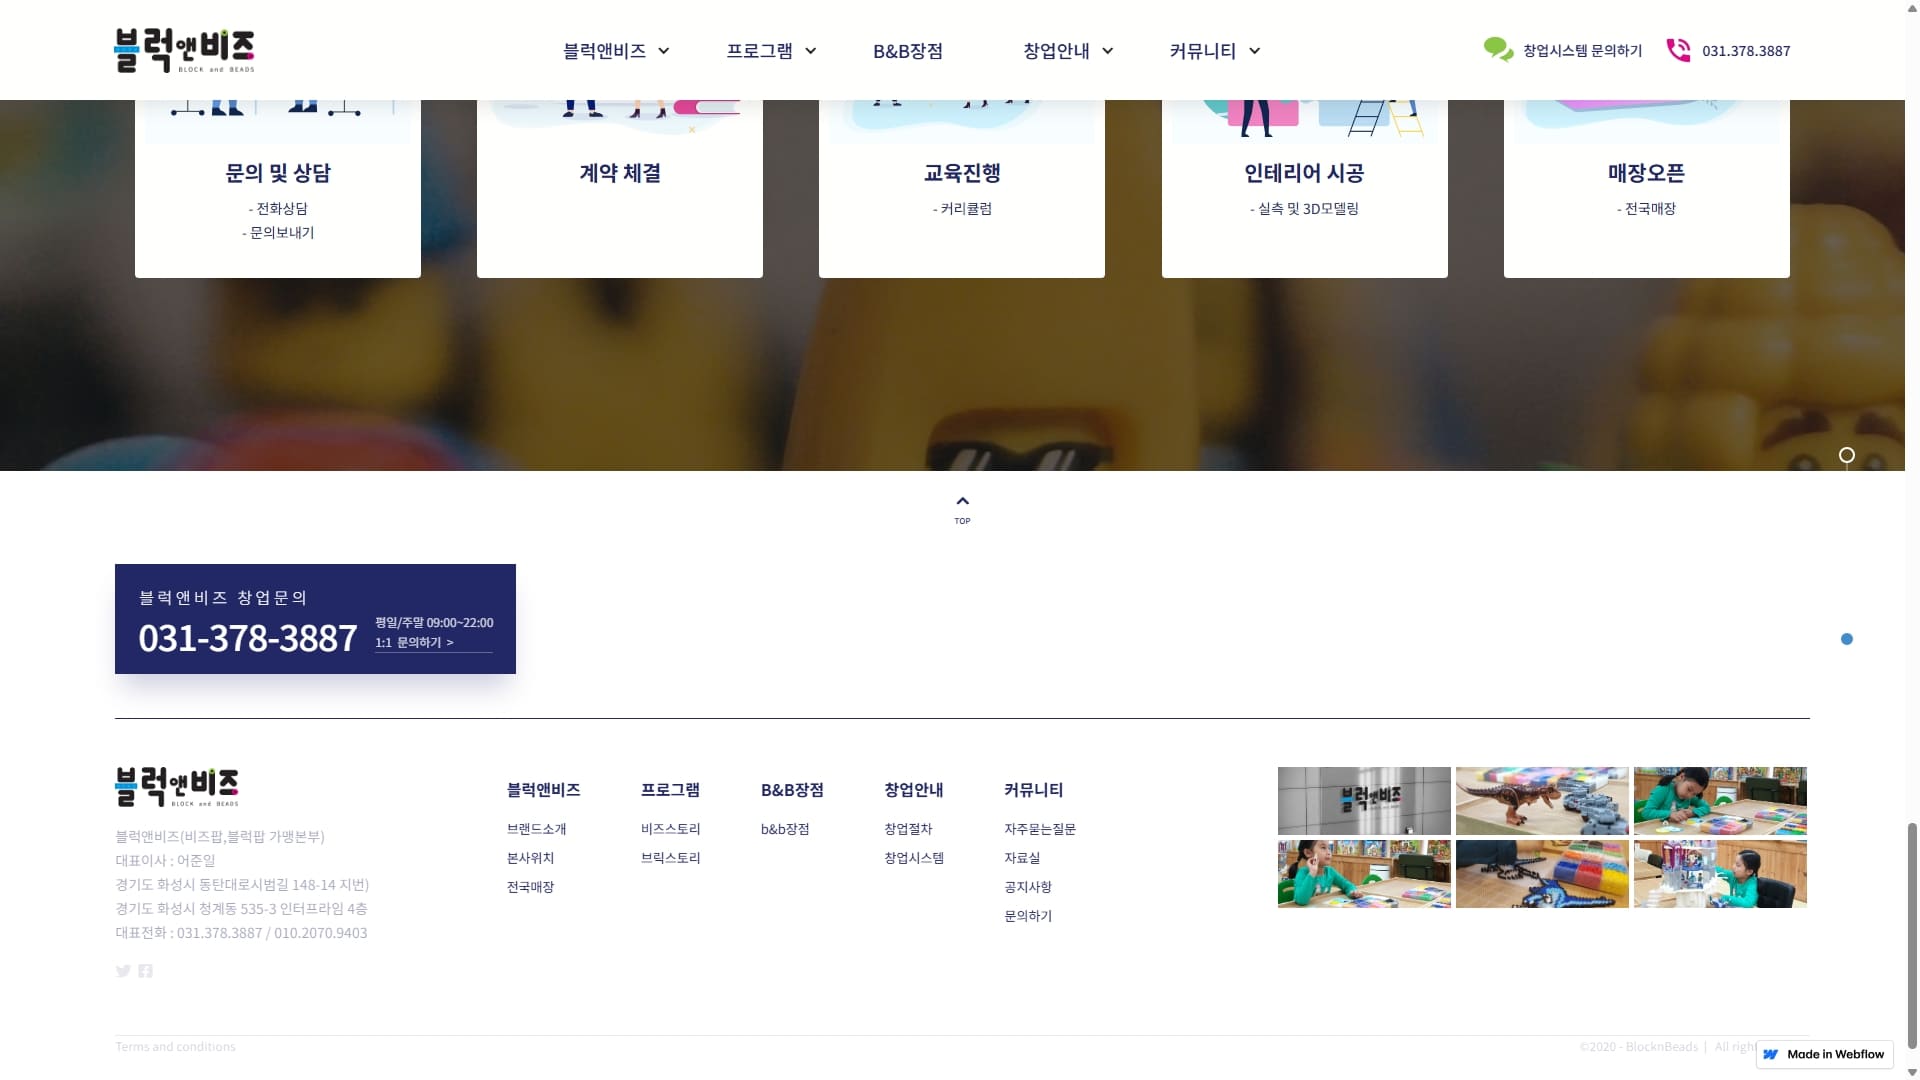 블럭앤비즈
BLOCK and BEADS
블럭앤비즈
프로그램
B&B장점
창업안내
커뮤니티
창업시스템 문의하기
031.378.3887
문의 및 상담
- 전화상담
- 문의보내기
계약 체결
교육진행
- 커리큘럼
인테리어 시공
- 실측 및 3D모델링
매장오픈
- 전국매장
TOP
블럭앤비즈 창업문의
031-378-3887
평일/주말 09:00~22:00
1:1 문의하기 >
블럭앤비즈
BLOCK and BEADS
블럭앤비즈(비즈팝,블럭팝 가맹본부)
대표이사 : 어준일
경기도 화성시 동탄대로시범길 148-14 지번)
경기도 화성시 청계동 535-3 인터프라임 4층
대표전화 : 031.378.3887 / 010.2070.9403
블럭앤비즈
브랜드소개
본사위치
전국매장
프로그램
비즈스토리
브릭스토리
B&B장점
b&b장점
창업안내
창업절차
창업시스템
커뮤니티
자주묻는질문
자료실
공지사항
문의하기
블럭앤비즈
Terms and conditions
©2020 - BlocknBeads | All right
Made in Webflow